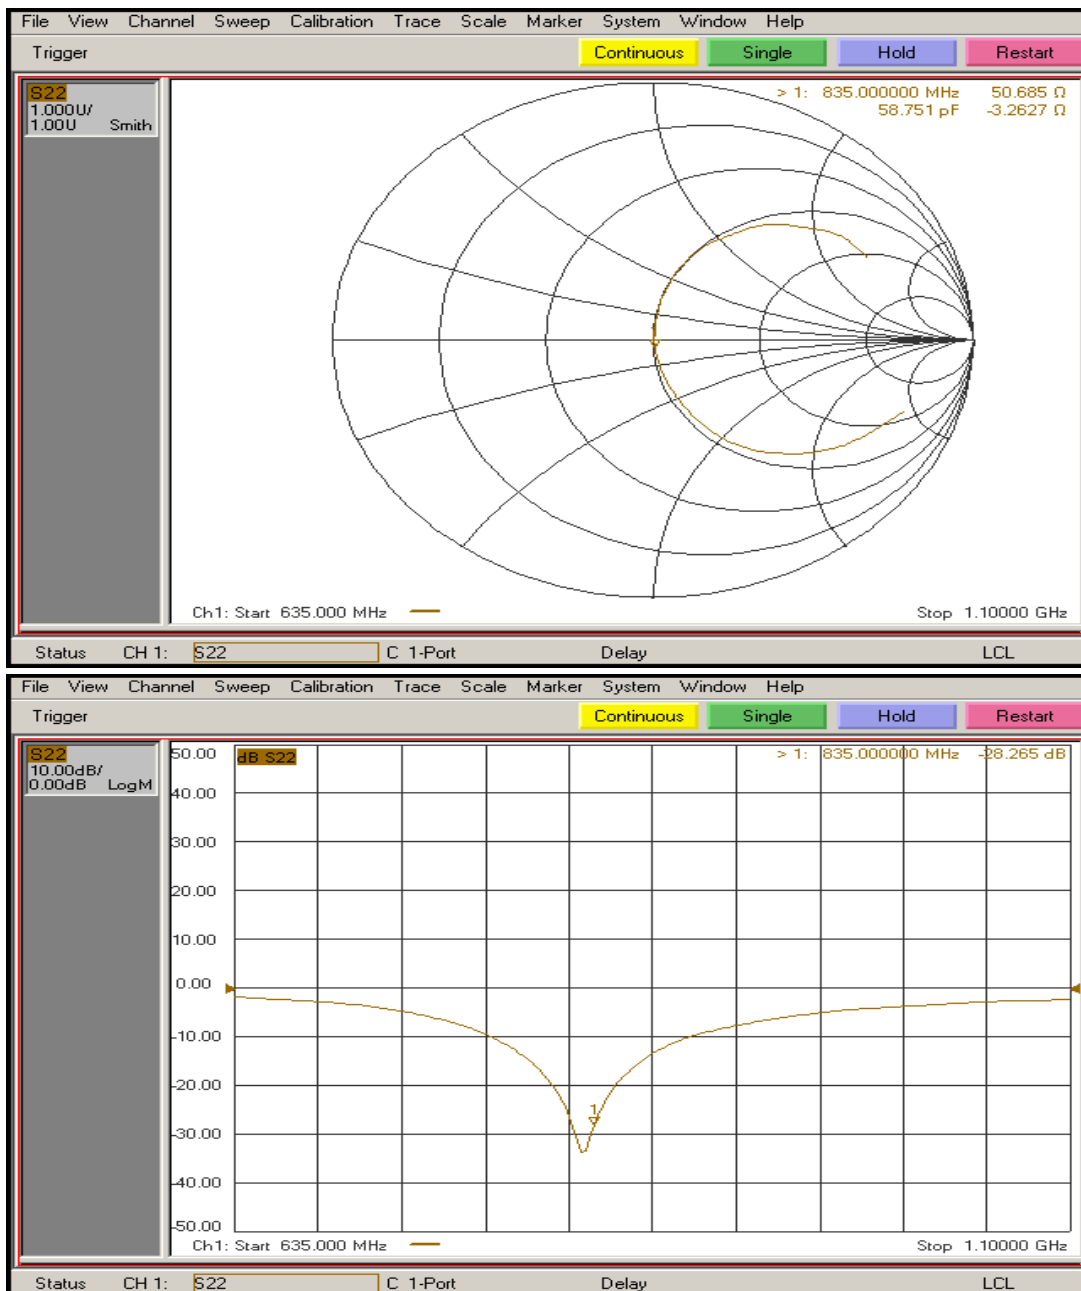 File View Channel Sweep Calibration Trace Scale Marker System Window Help
Trigger Continuous Single Hold Restart
S22
1.000U/
1.00U Smith
> 1: 835.000000 MHz 50.685 Ω
58.751 pF -3.2627 Ω
1
Ch1: Start 635.000 MHz Stop 1.10000 GHz
Status CH 1: S22 C 1-Port Delay LCL
File View Channel Sweep Calibration Trace Scale Marker System Window Help
Trigger Continuous Single Hold Restart
S22
10.00dB/
0.00dB LogM
dB S22
> 1: 835.000000 MHz -28.265 dB
50.00
40.00
30.00
20.00
10.00
0.00
-10.00
-20.00
1
-30.00
-40.00
-50.00
Ch1: Start 635.000 MHz Stop 1.10000 GHz
Status CH 1: S22 C 1-Port Delay LCL